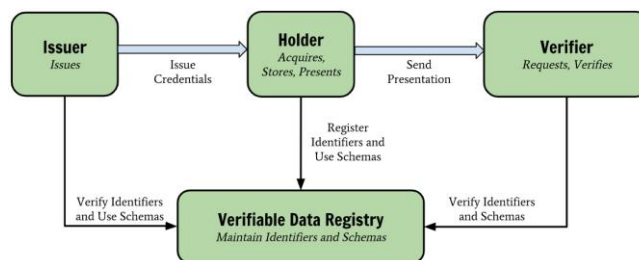 Issuer
Issues
Issue
Credentials
Holder
Acquires,
Stores, Presents
Send
Presentation
Verifier
Requests, Verifies
Register
Identifiers and
Use Schemas
Verify Identifiers
and Use Schemas
Verify Identifiers
and Schemas
Verifiable Data Registry
Maintain Identifiers and Schemas